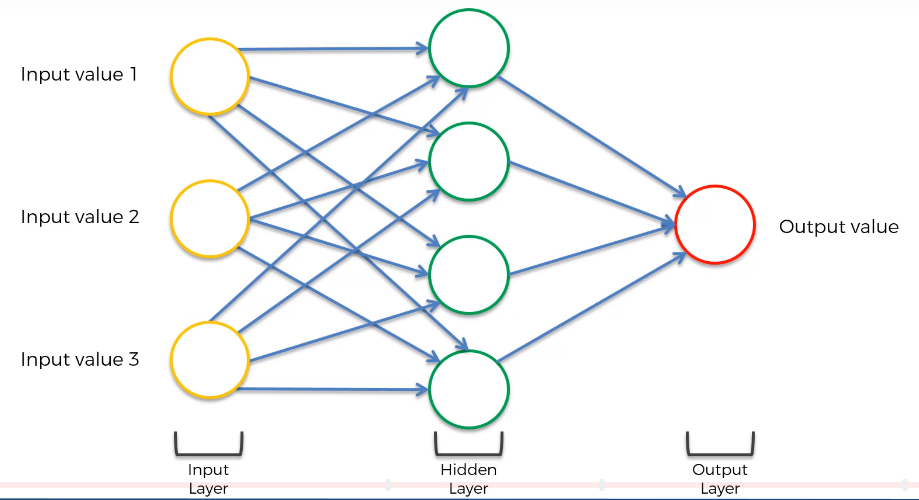 Input value 1
Input value 2
Input value 3
Output value
Input
Layer
Hidden
Layer
Output
Layer